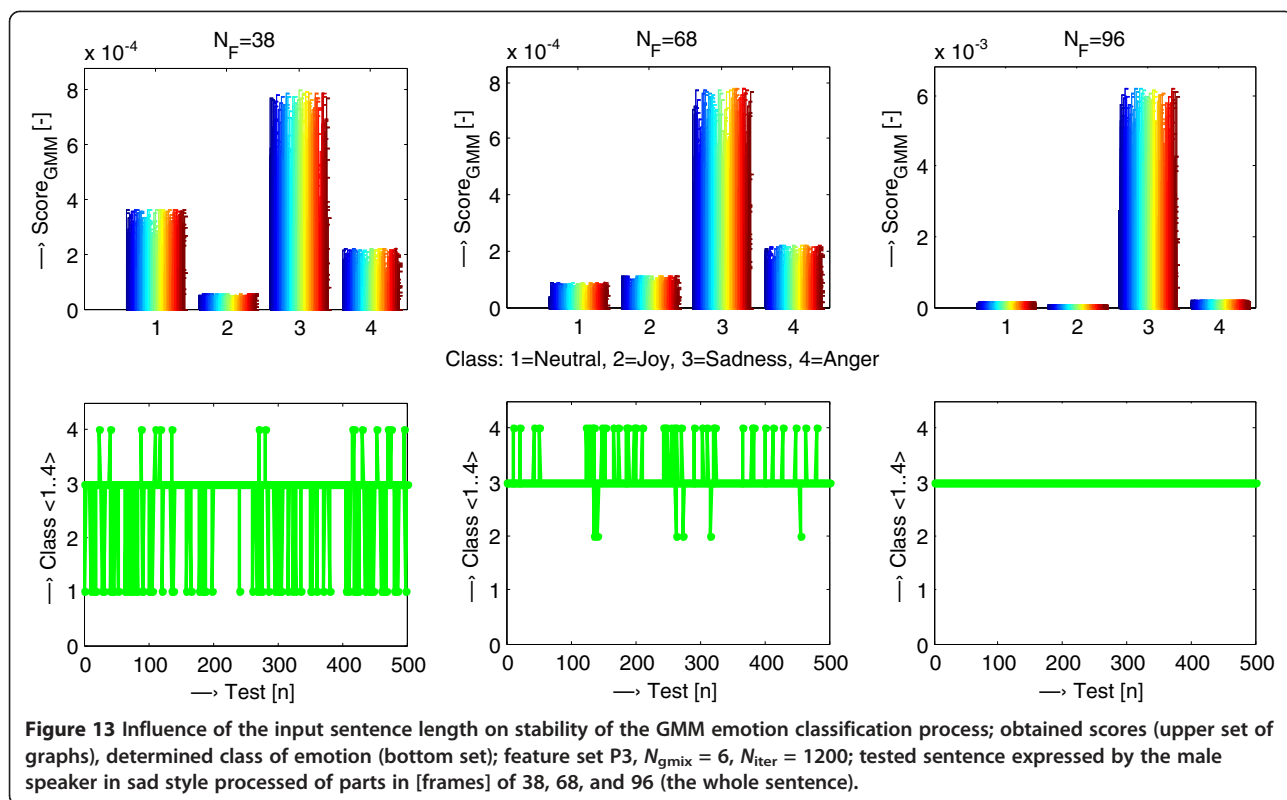 N_F=38
x 10^-4
8
6
4
2
0
1 2 3 4
⟶ Score_GMM [-]
N_F=68
x 10^-4
8
6
4
2
0
1 2 3 4
⟶ Score_GMM [-]
N_F=96
x 10^-3
6
4
2
0
1 2 3 4
⟶ Score_GMM [-]
Class: 1=Neutral, 2=Joy, 3=Sadness, 4=Anger
4
3
2
1
0
0 100 200 300 400 500
⟶ Class <1..4>
⟶ Test [n]
4
3
2
1
0
0 100 200 300 400 500
⟶ Class <1..4>
⟶ Test [n]
4
3
2
1
0
0 100 200 300 400 500
⟶ Class <1..4>
⟶ Test [n]
Figure 13 Influence of the input sentence length on stability of the GMM emotion classification process; obtained scores (upper set of
graphs), determined class of emotion (bottom set); feature set P3, N_gmix = 6, N_iter = 1200; tested sentence expressed by the male
speaker in sad style processed of parts in [frames] of 38, 68, and 96 (the whole sentence).